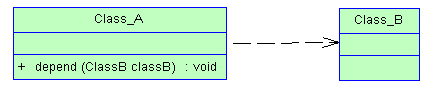 Class_A
Class_B
+ depend (ClassB classB) : void